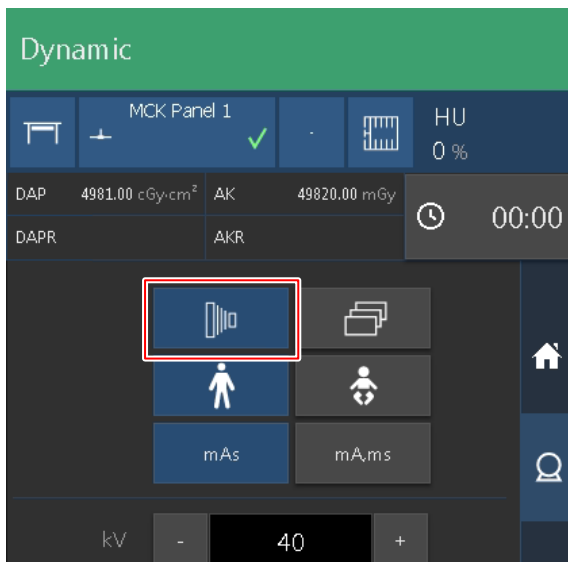 Dynamic
MCK Panel 1
HU
0 %
DAP 4981.00 cGy·cm² AK 49820.00 mGy
DAPR AKR
00:00
mAs mA,ms
kV - 40 +